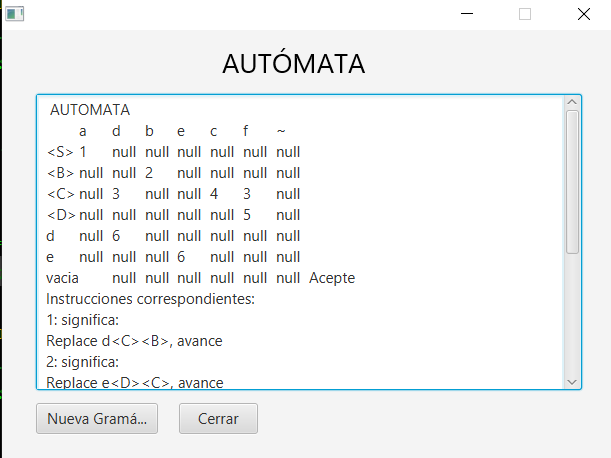 AUTÓMATA
AUTOMATA
a d b e c f ~
<S> 1 null null null null null null
<B> null null 2 null null null null
<C> null 3 null null 4 3 null
<D> null null null null null 5 null
d null 6 null null null null null
e null null null 6 null null null
vacia null null null null null null Acepte
Instrucciones correspondientes:
1: significa:
Replace d<C><B>, avance
2: significa:
Replace e<D><C>, avance
Nueva Gramá... Cerrar